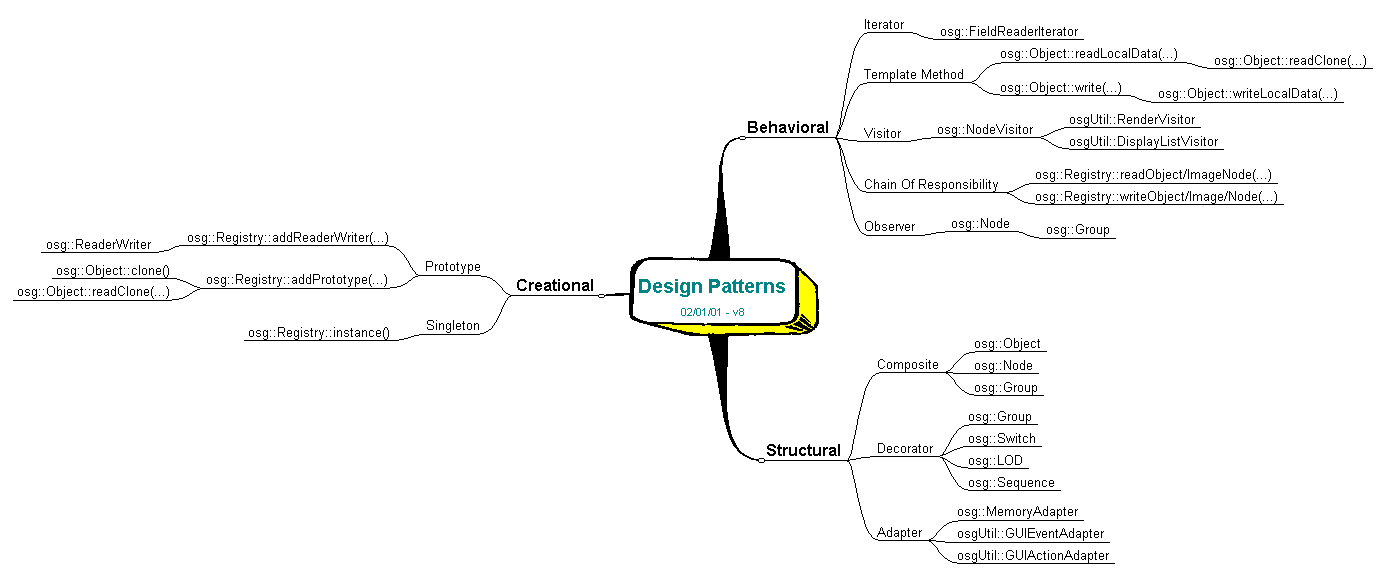 Design Patterns
02/01/01 - v8
Behavioral
Iterator
osg::FieldReaderIterator
Template Method
osg::Object::readLocalData(...)
osg::Object::readClone(...)
osg::Object::write(...)
osg::Object::writeLocalData(...)
Visitor
osg::NodeVisitor
osgUtil::RenderVisitor
osgUtil::DisplayListVisitor
Chain Of Responsibility
osg::Registry::readObject/ImageNode(...)
osg::Registry::writeObject/Image/Node(...)
Observer
osg::Node
osg::Group
Creational
Prototype
osg::Registry::addReaderWriter(...)
osg::ReaderWriter
osg::Registry::addPrototype(...)
osg::Object::clone()
osg::Object::readClone(...)
Singleton
osg::Registry::instance()
Structural
Composite
osg::Object
osg::Node
osg::Group
Decorator
osg::Group
osg::Switch
osg::LOD
osg::Sequence
Adapter
osg::MemoryAdapter
osgUtil::GUIEventAdapter
osgUtil::GUIActionAdapter